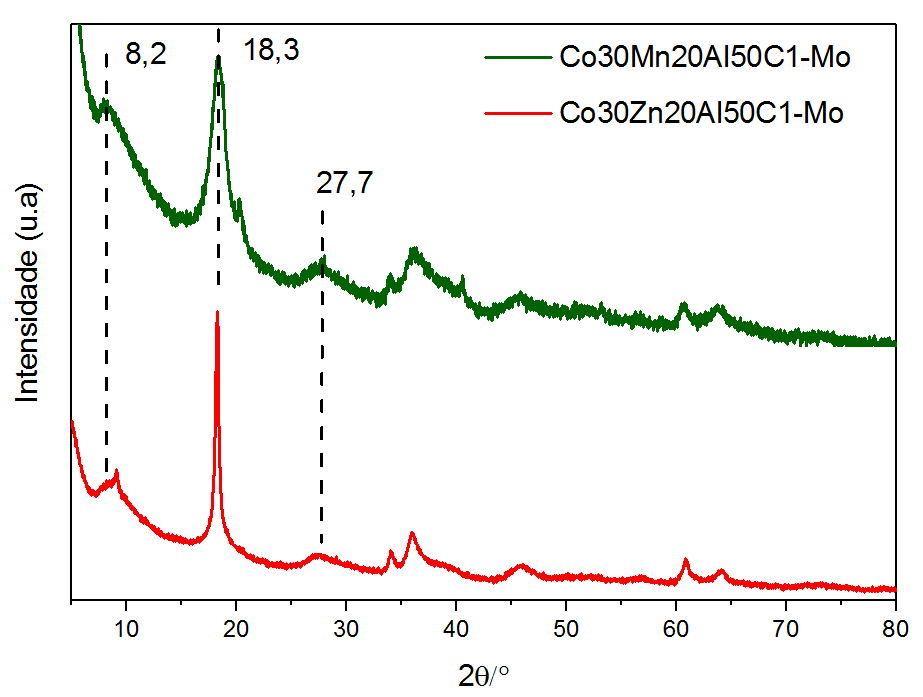 8,2
18,3
27,7
Co30Mn20Al50C1-Mo
Co30Zn20Al50C1-Mo
Intensidade (u.a)
10 20 30 40 50 60 70 80
2θ/°